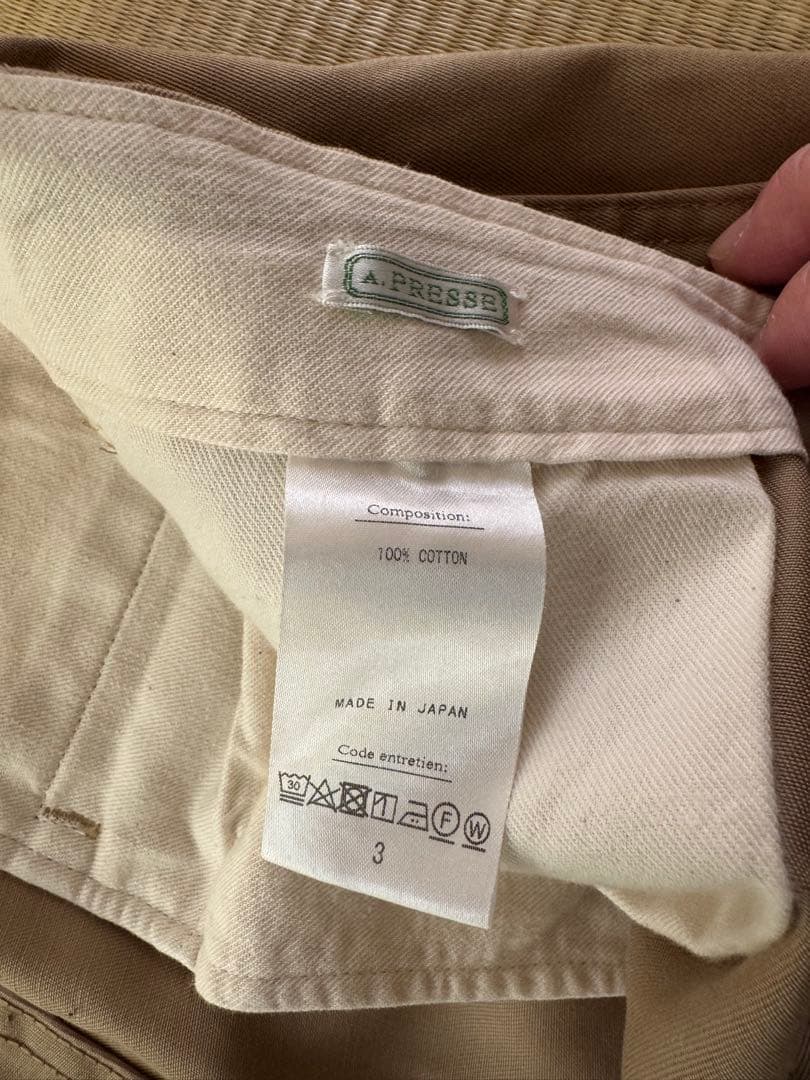 A.PRESSE
Composition:
100% COTTON
MADE IN JAPAN
Code entretien:
30 F W
3